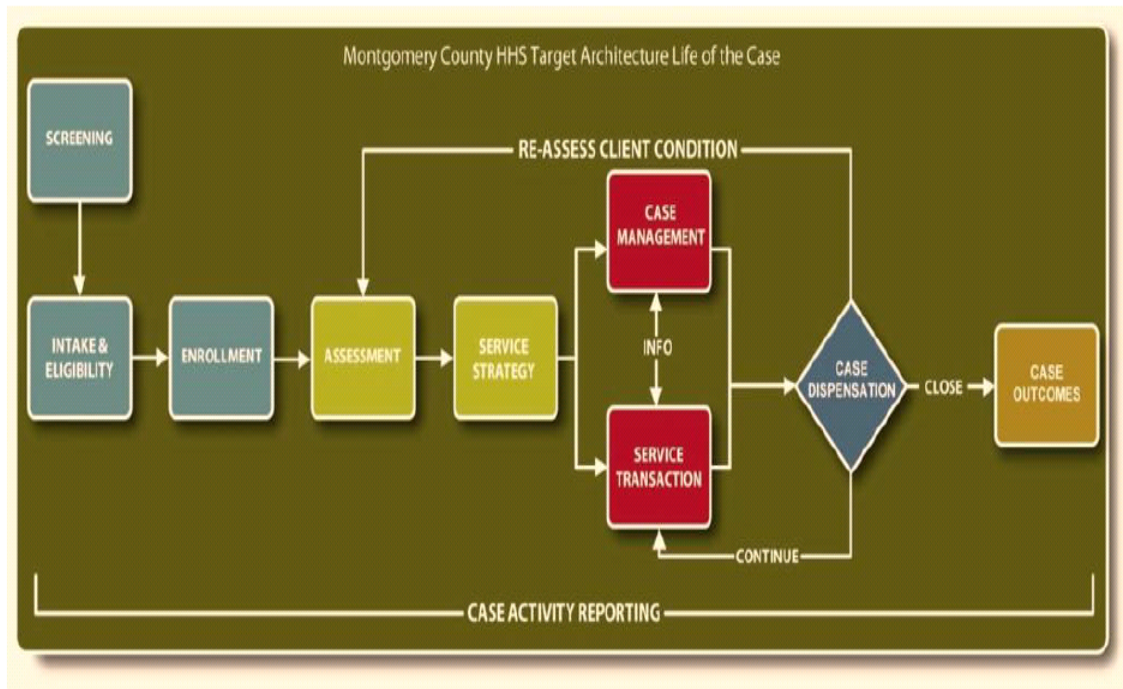 Montgomery County HHS Target Architecture Life of the Case
SCREENING
RE-ASSESS CLIENT CONDITION
CASE
MANAGEMENT
INTAKE &
ELIGIBILITY
ENROLLMENT
ASSESSMENT
SERVICE
STRATEGY
INFO
CASE
DISPENSATION
CLOSE
CASE
OUTCOMES
SERVICE
TRANSACTION
CONTINUE
CASE ACTIVITY REPORTING